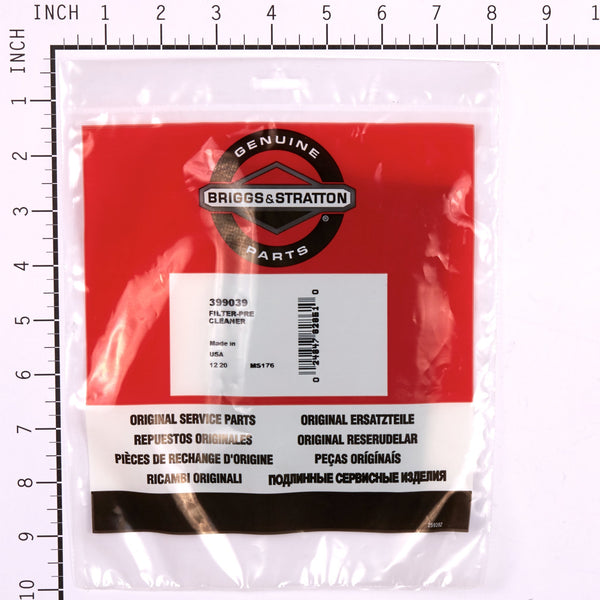 INCH 1 2 3 4 5 6 7 8 9
INCH
1
2
3
4
5
6
7
8
9
10
GENUINE
BRIGGS&STRATTON
®
PARTS
399039
FILTER-PRE
CLEANER
Made in
USA
12 20 MS176
ORIGINAL SERVICE PARTS ORIGINAL ERSATZTEILE
REPUESTOS ORIGINALES ORIGINAL RESERUDELAR
PIÈCES DE RECHANGE D'ORIGINE PEÇAS ORIGÍNAIS
RICAMBI ORIGINALI ПОДЛИННЫЕ СЕРВИСНЫЕ ИЗДЕЛИЯ